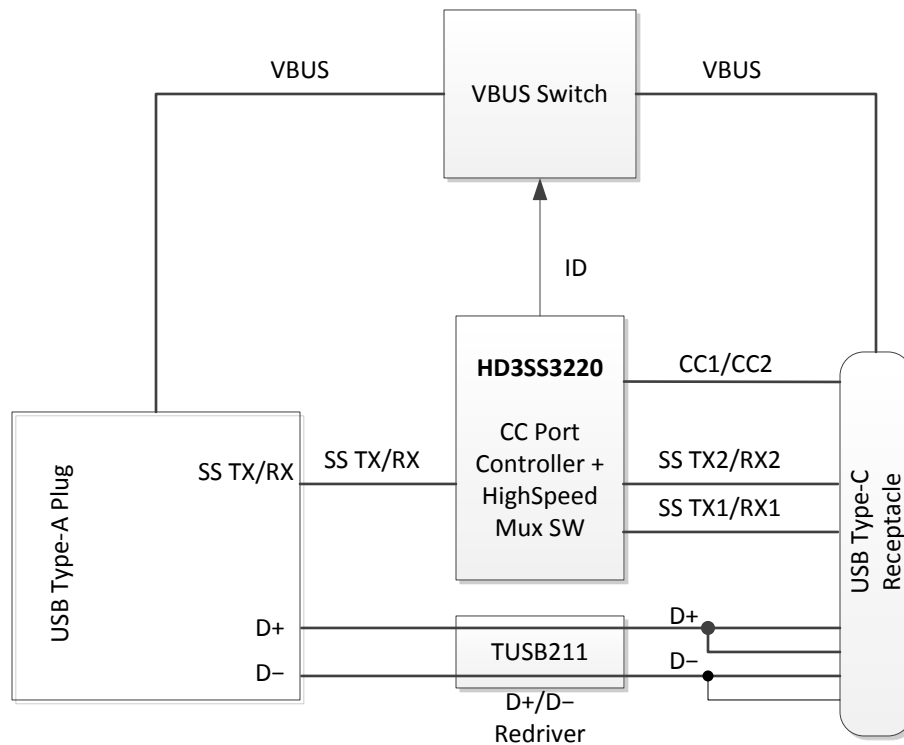 VBUS
VBUS Switch
VBUS
ID
HD3SS3220
CC Port
Controller +
HighSpeed
Mux SW
CC1/CC2
SS TX/RX
SS TX/RX
SS TX2/RX2
SS TX1/RX1
USB Type-A Plug
USB Type-C
Receptacle
D+
D+
TUSB211
D−
D−
D+/D−
Redriver